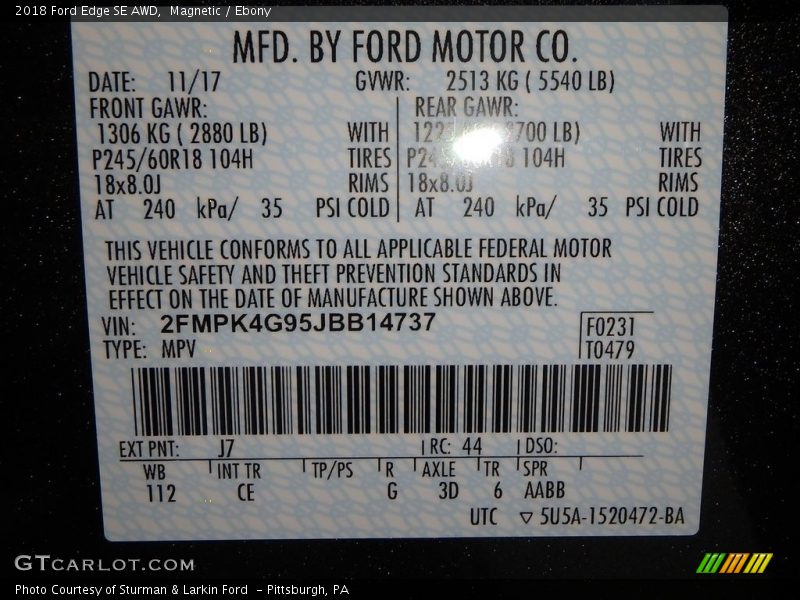 2018 Ford Edge SE AWD,  Magnetic / Ebony
MFD. BY FORD MOTOR CO.
DATE: 11/17 GVWR: 2513 KG ( 5540 LB)
FRONT GAWR: REAR GAWR:
1306 KG ( 2880 LB) WITH LB) WITH
P245/60R18 104H TIRES 104H TIRES
18x8.0J RIMS 18x8.0J RIMS
AT 240 kPa/ 35 PSI COLD AT 240 kPa/ 35 PSI COLD
THIS VEHICLE CONFORMS TO ALL APPLICABLE FEDERAL MOTOR
VEHICLE SAFETY AND THEFT PREVENTION STANDARDS IN
EFFECT ON THE DATE OF MANUFACTURE SHOWN ABOVE.
VIN: 2FMPK4G95JBB14737 F0231
TYPE: MPV T0479
EXT PNT: J7 RC: 44 DSO:
WB INT TR TP/PS R AXLE TR SPR
112 CE G 3D 6 AABB
UTC ▽ 5U5A-1520472-BA
GTCARLOT.COM
Photo Courtesy of Sturman & Larkin Ford  - Pittsburgh, PA